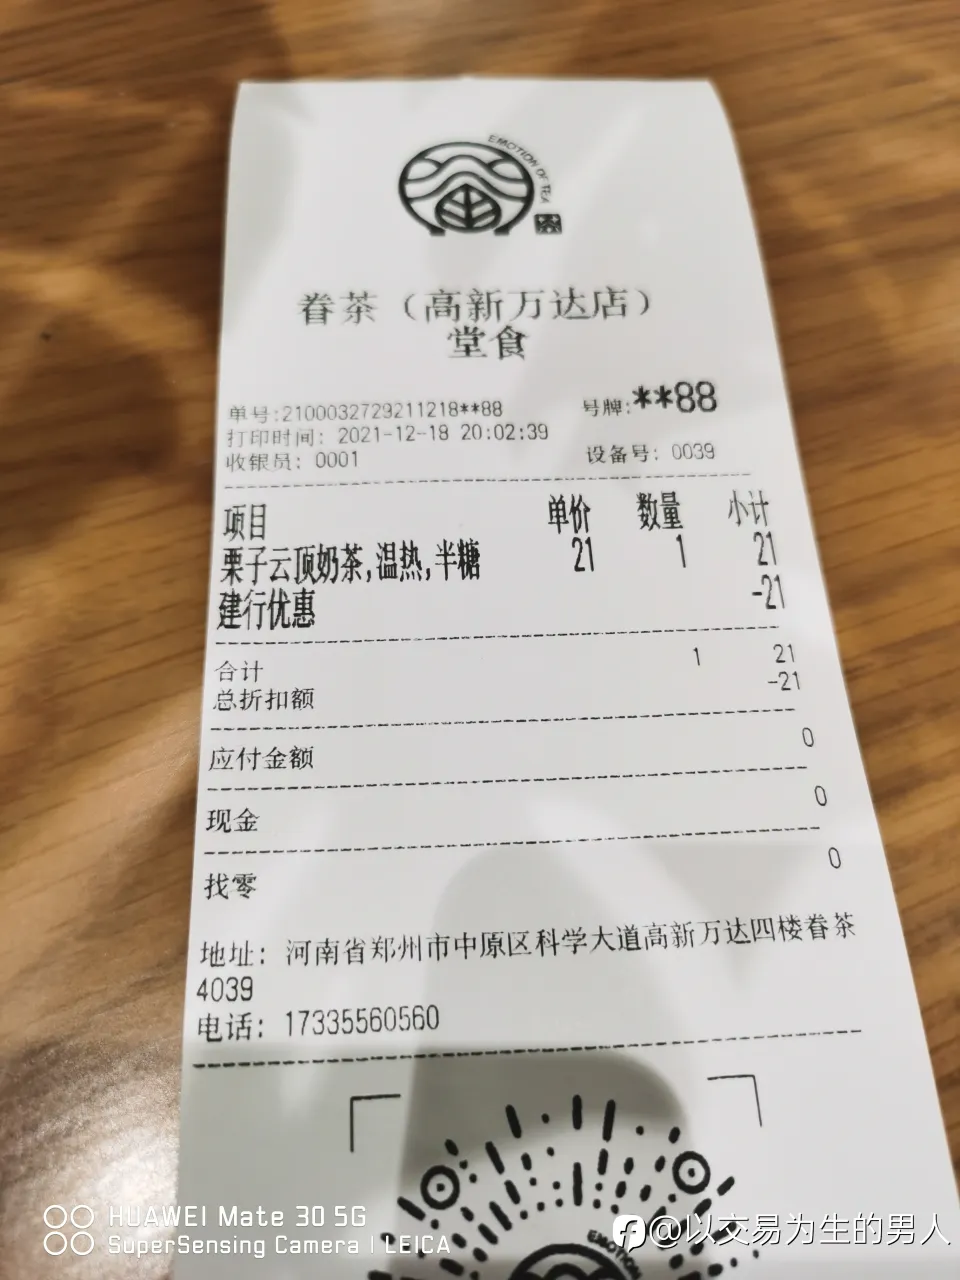 EMOTION OF TEA
眷茶（高新万达店）
堂食
单号:2100032729211218**88 号牌:**88
打印时间: 2021-12-18 20:02:39
收银员: 0001 设备号: 0039
项目 单价 数量 小计
栗子云顶奶茶,温热,半糖 21 1 21
建行优惠 -21
合计 1 21
总折扣额 -21
应付金额 0
现金 0
找零 0
地址: 河南省郑州市中原区科学大道高新万达四楼眷茶
4039
电话: 17335560560
EMOTION
HUAWEI Mate 30 5G
SuperSensing Camera | LEICA
@以交易为生的男人